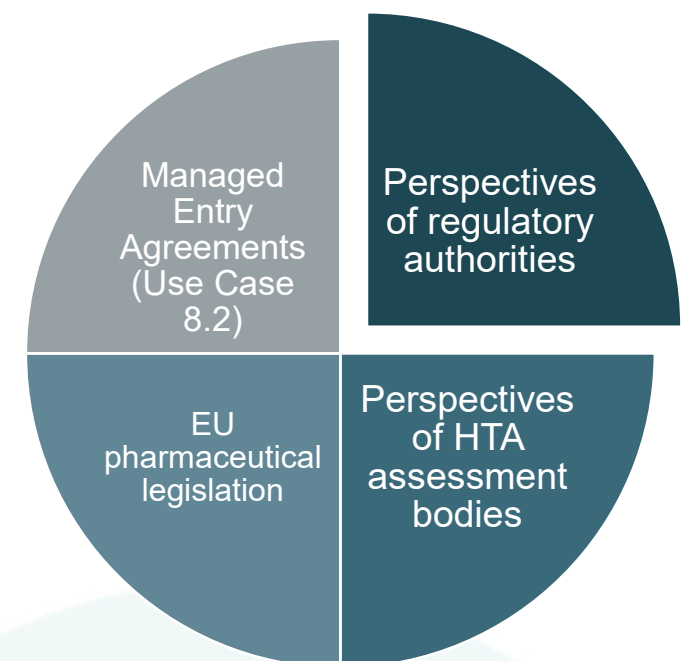 Managed
Entry
Agreements
(Use Case
8.2)
Perspectives
of regulatory
authorities
EU
pharmaceutical
legislation
Perspectives
of HTA
assessment
bodies